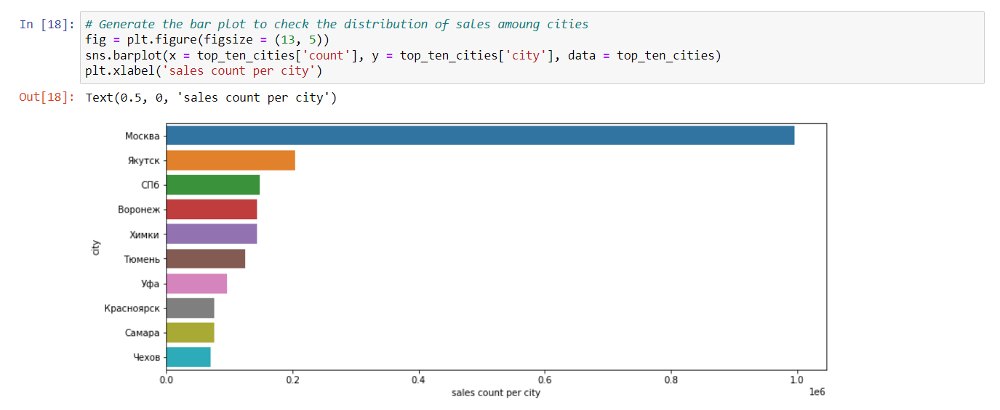 In [18]: # Generate the bar plot to check the distribution of sales amoung cities
fig = plt.figure(figsize = (13, 5))
sns.barplot(x = top_ten_cities['count'], y = top_ten_cities['city'], data = top_ten_cities)
plt.xlabel('sales count per city')
Out[18]: Text(0.5, 0, 'sales count per city')
Москва
Якутск
СПб
Воронеж
Химки
Тюмень
Уфа
Красноярск
Самара
Чехов
city
0.0 0.2 0.4 0.6 0.8 1.0
sales count per city
1e6